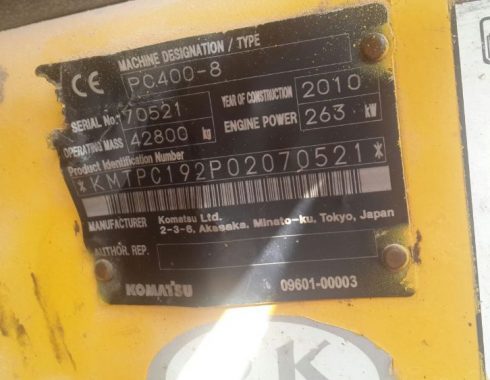 CE
MACHINE DESIGNATION / TYPE
PC400-8
SERIAL No. 70521
YEAR OF CONSTRUCTION 2010
OPERATING MASS 42800 kg
ENGINE POWER 263 kW
Product Identification Number
*KMTPC192P02070521*
MANUFACTURER Komatsu Ltd.
2-3-6, Akasaka, Minato-ku, Tokyo, Japan
AUTHOR. REP.
KOMATSU 09601-00003
K